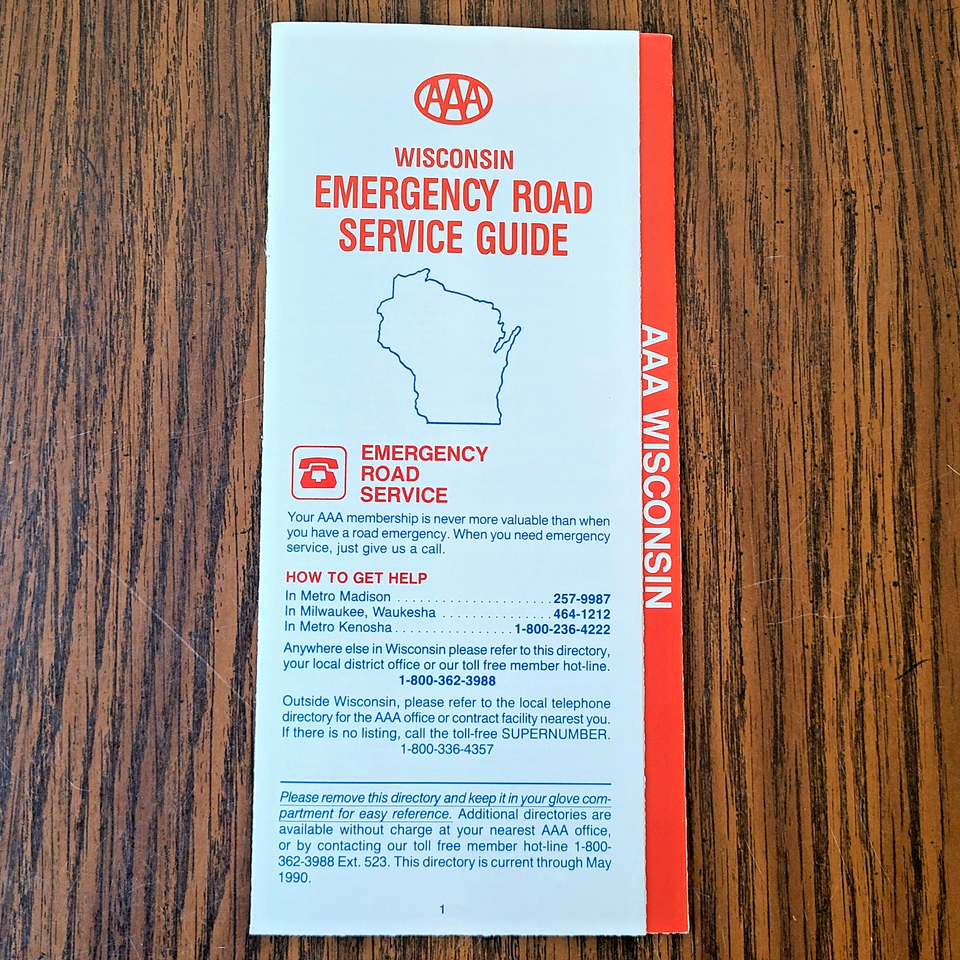 AAA
WISCONSIN
EMERGENCY ROAD
SERVICE GUIDE
EMERGENCY
ROAD
SERVICE
Your AAA membership is never more valuable than when
you have a road emergency. When you need emergency
service, just give us a call.
HOW TO GET HELP
In Metro Madison . . . . . . . . . . . . . . . . . . . . 257-9987
In Milwaukee, Waukesha . . . . . . . . . . . . . . 464-1212
In Metro Kenosha . . . . . . . . . . . . . . . 1-800-236-4222
Anywhere else in Wisconsin please refer to this directory,
your local district office or our toll free member hot-line.
1-800-362-3988
Outside Wisconsin, please refer to the local telephone
directory for the AAA office or contract facility nearest you.
If there is no listing, call the toll-free SUPERNUMBER.
1-800-336-4357
Please remove this directory and keep it in your glove com-
partment for easy reference. Additional directories are
available without charge at your nearest AAA office,
or by contacting our toll free member hot-line 1-800-
362-3988 Ext. 523. This directory is current through May
1990.
1
AAA WISCONSIN